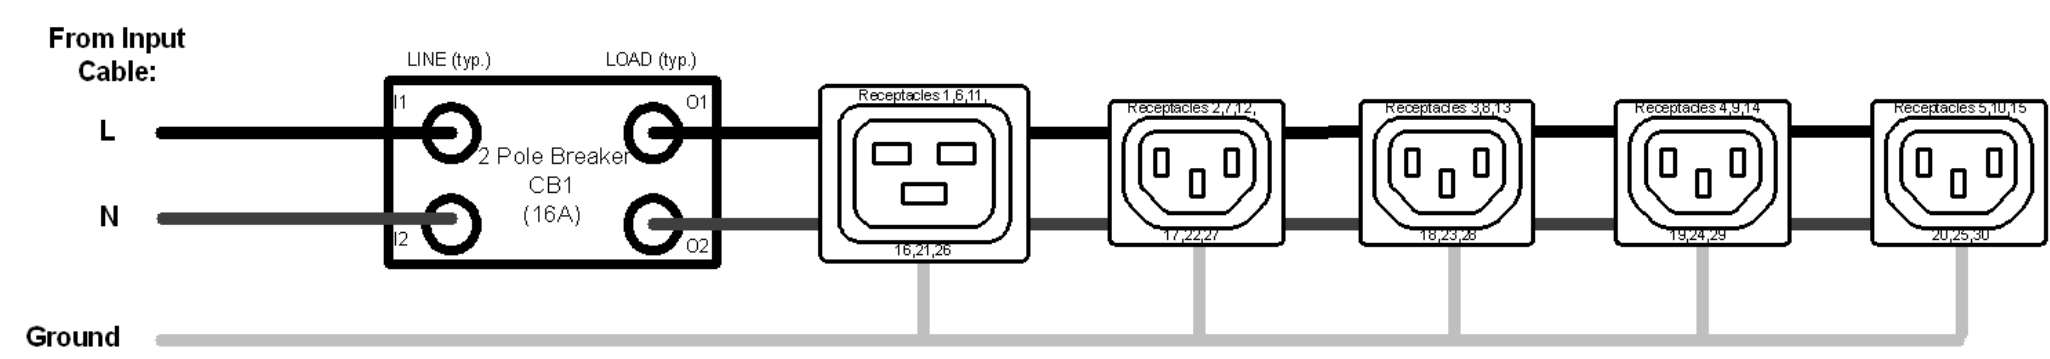 From Input
Cable:
LINE (typ.)
LOAD (typ.)
I1
O1
L
2 Pole Breaker
CB1
(16A)
N
I2
O2
Receptacles 1,6,11,
16,21,26
Receptacles 2,7,12,
17,22,27
Receptacles 3,8,13
18,23,28
Receptacles 4,9,14
19,24,29
Receptacles 5,10,15
20,25,30
Ground